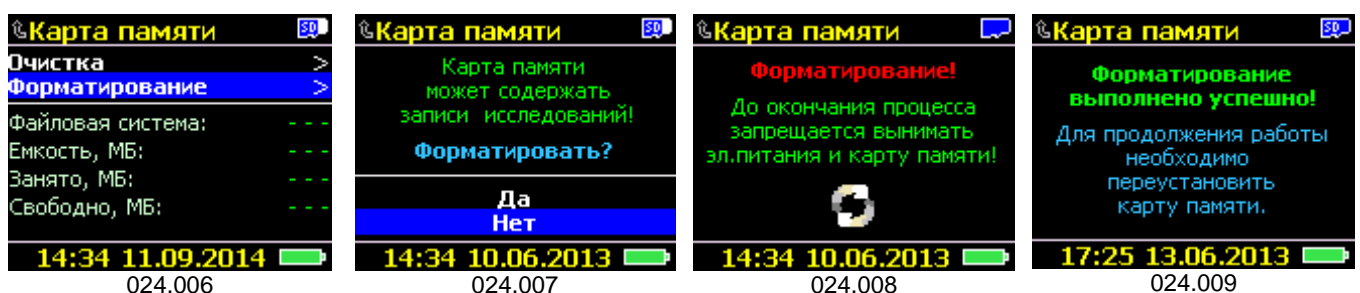 Карта памяти SD
Очистка >
Форматирование >
Файловая система: - - -
Емкость, МБ: - - -
Занято, МБ: - - -
Свободно, МБ: - - -
14:34 11.09.2014
024.006
Карта памяти SD
Карта памяти
может содержать
записи исследований!
Форматировать?
Да
Нет
14:34 10.06.2013
024.007
Карта памяти
Форматирование!
До окончания процесса
запрещается вынимать
эл.питания и карту памяти!
14:34 10.06.2013
024.008
Карта памяти SD
Форматирование
выполнено успешно!
Для продолжения работы
необходимо
переустановить
карту памяти.
17:25 13.06.2013
024.009